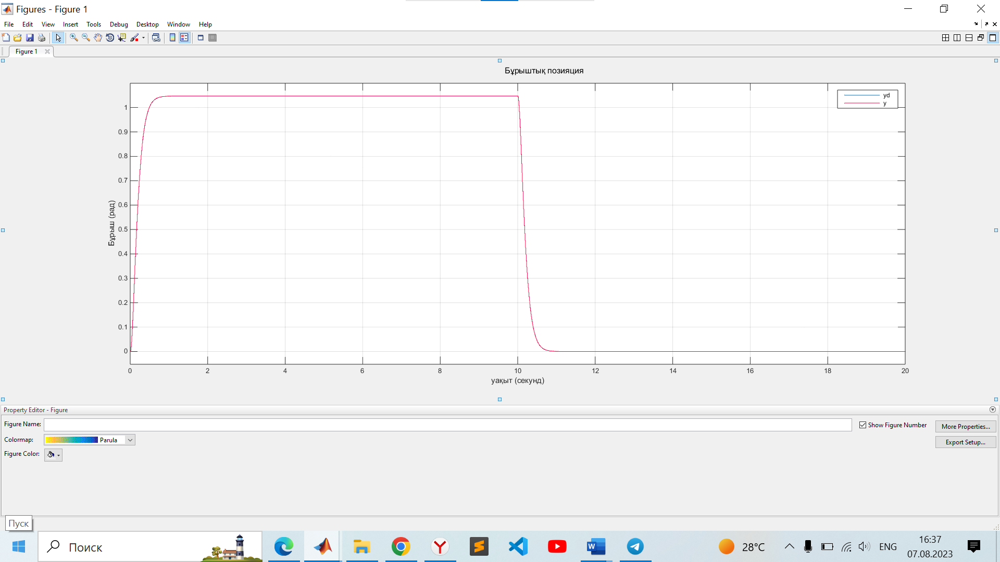 Figures - Figure 1
File Edit View Insert Tools Debug Desktop Window Help
Figure 1
Бұрыштық позияция
yd
y
1
0.9
0.8
0.7
0.6
0.5
0.4
0.3
0.2
0.1
0
Бұрыш (рад)
0 2 4 6 8 10 12 14 16 18 20
уақыт (секунд)
Property Editor - Figure
Figure Name:
Show Figure Number
More Properties...
Colormap:
Parula
Export Setup...
Figure Color:
Пуск
Поиск
28°C
ENG
16:37
07.08.2023